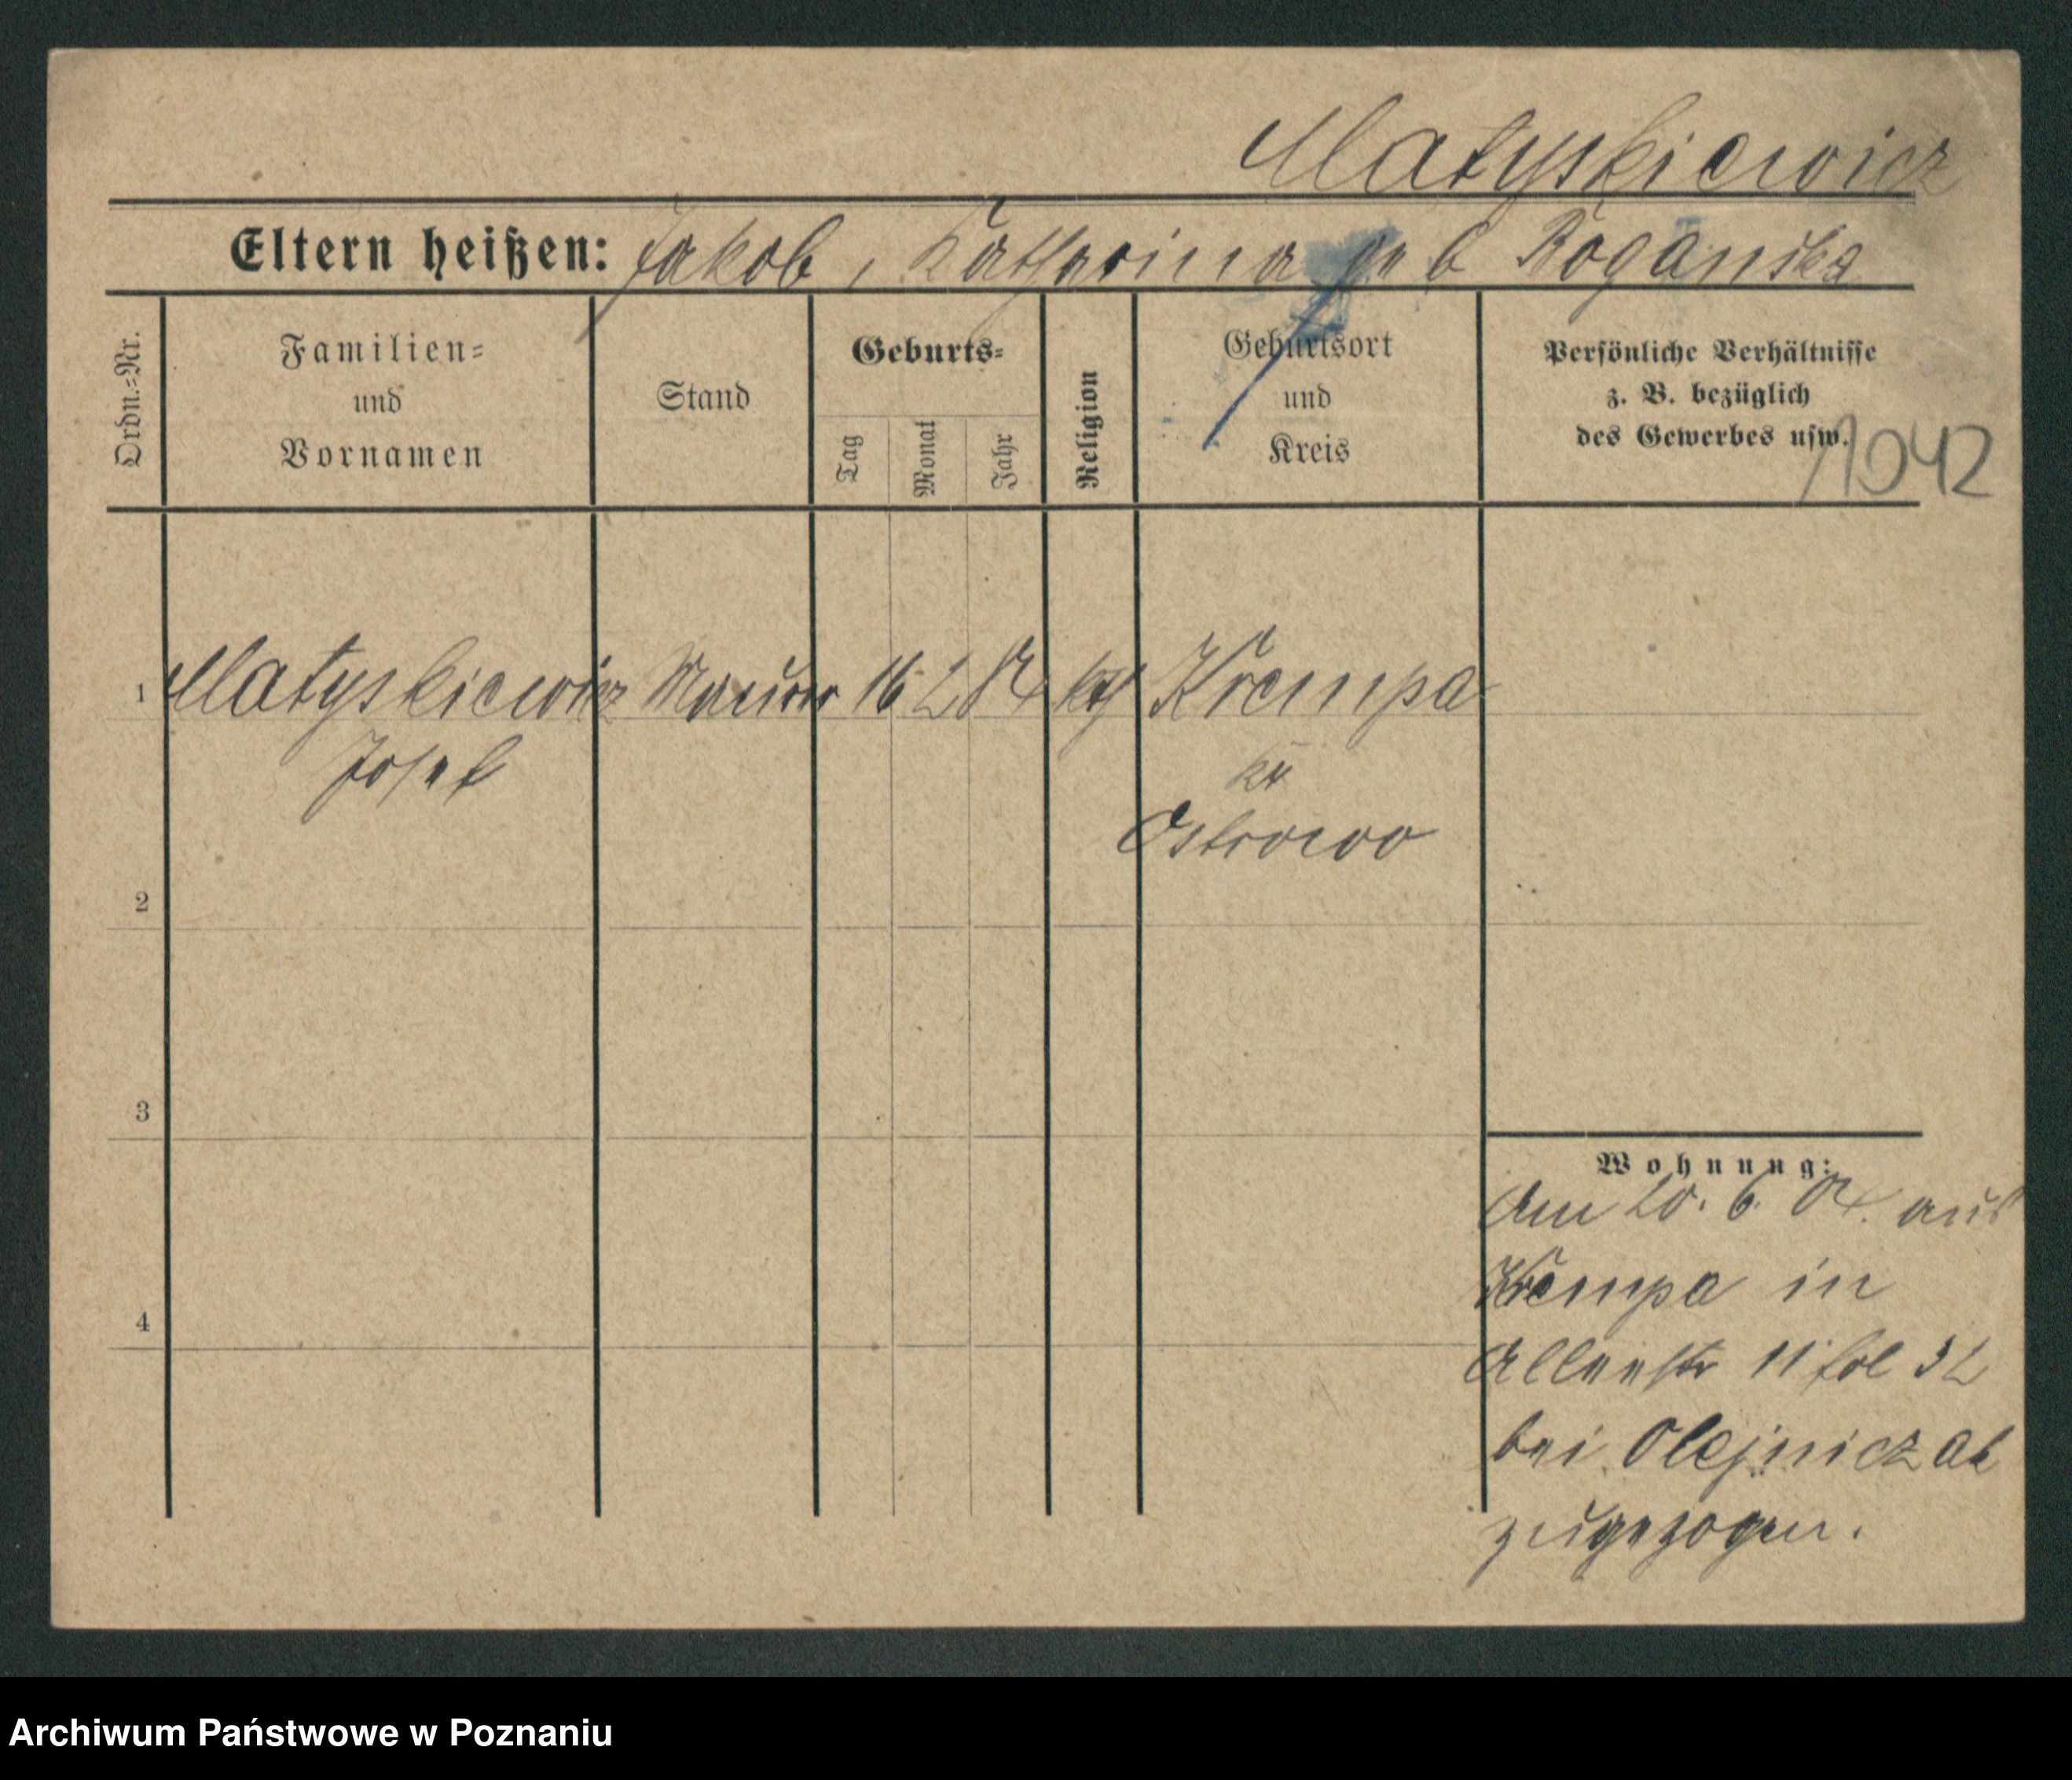 Matyskiewicz
Eltern heißen: Jakob, Katharina geb Roganska
Ordn.=Nr.
Familien=
und
Vornamen
Stand
Geburts=
Tag
Monat
Jahr
Religion
Geburtsort
und
Kreis
Persönliche Verhältnisse
z. B. bezüglich
des Gewerbes usw.
1042
1 Matyskiewicz Maurer 16 2 84 kth Krempa
Josef
Kr
Ostrowo
2
3
4
Wohnung:
Am 20. 6. 04. aus
Krempa in
Alleestr 11 fol 32
bei Olejniczak
zugezogen.
Archiwum Państwowe w Poznaniu